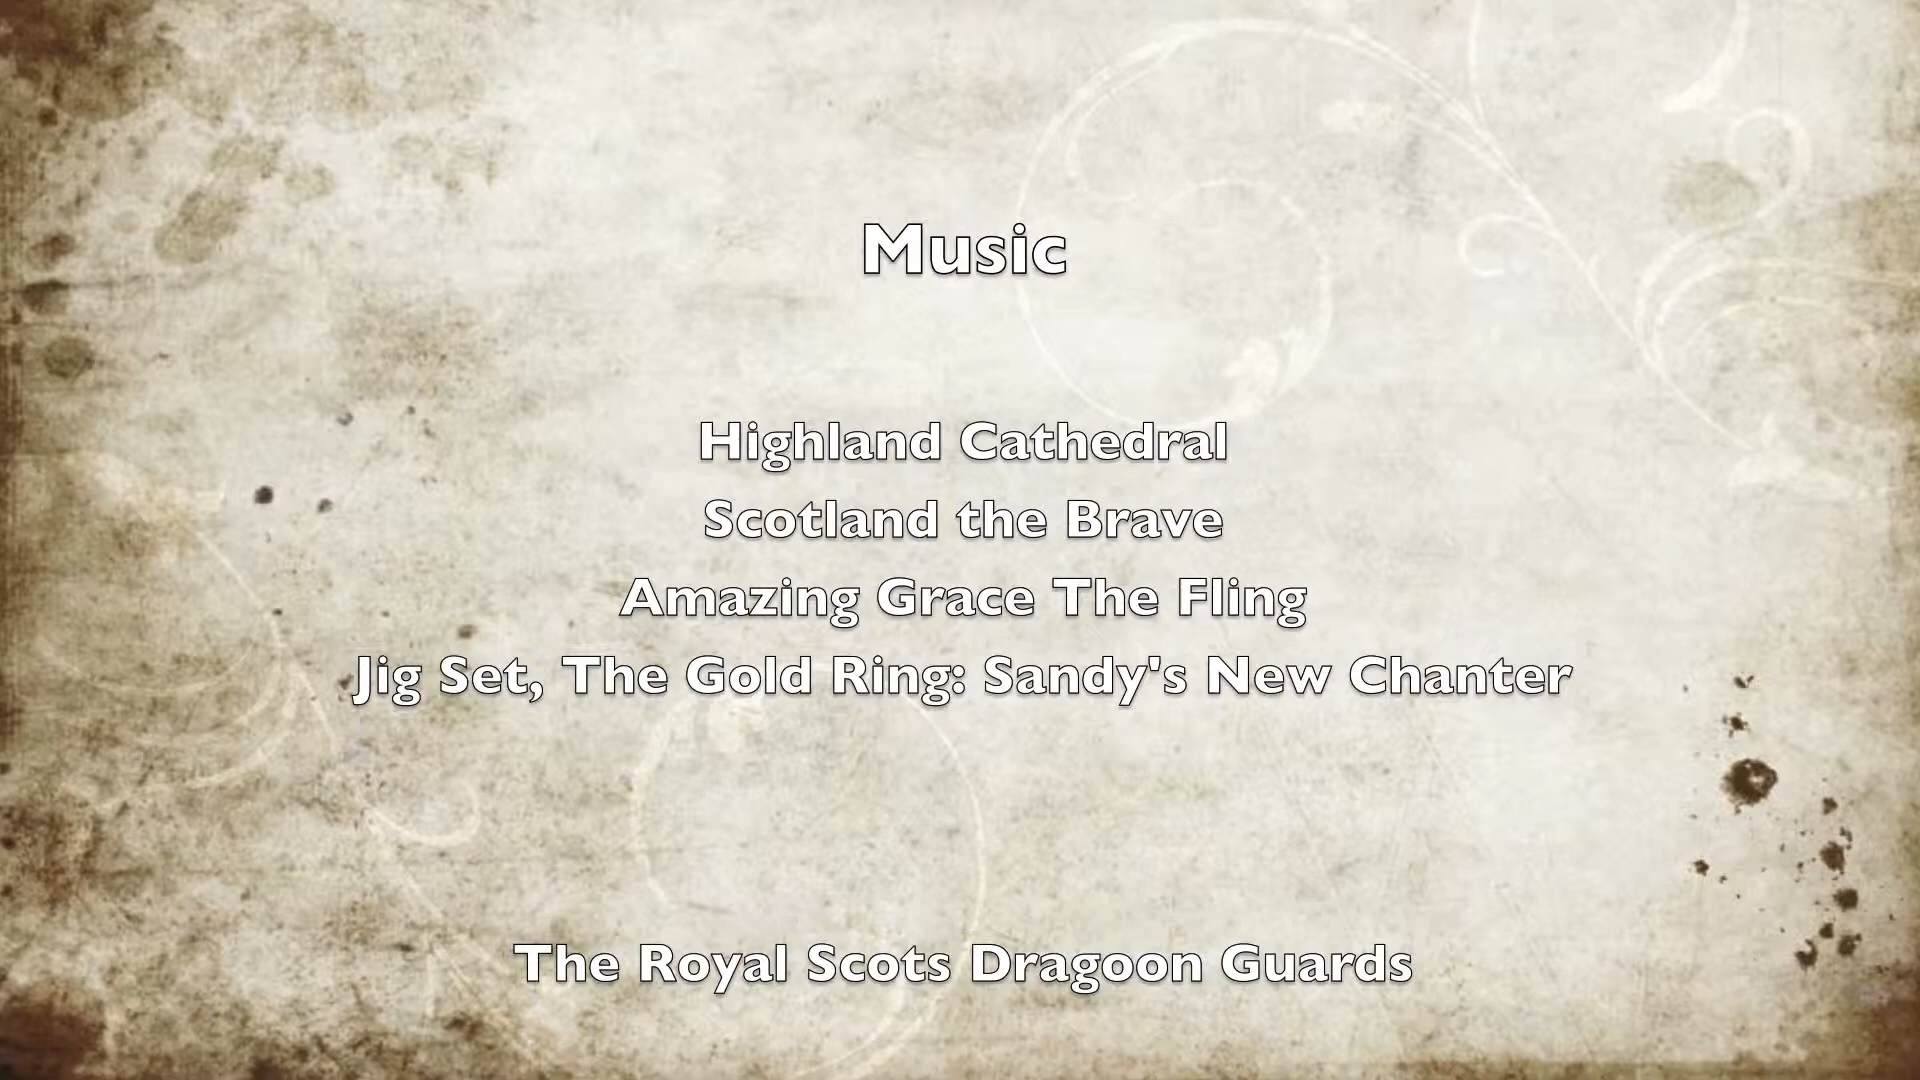 Music
Highland Cathedral
Scotland the Brave
Amazing Grace The Fling
Jig Set, The Gold Ring: Sandy's New Chanter
The Royal Scots Dragoon Guards